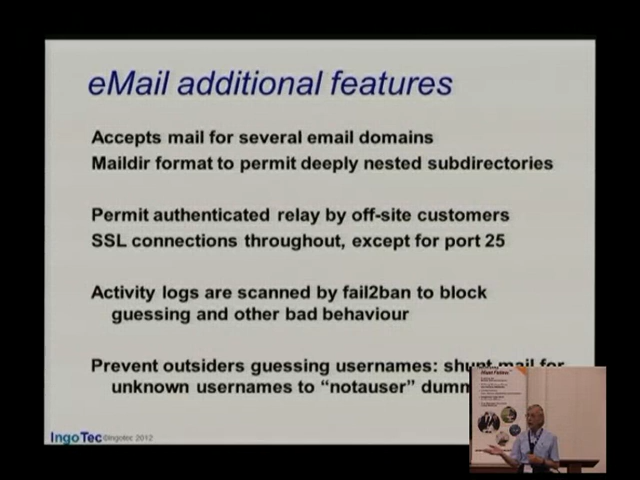 eMail additional features
Accepts mail for several email domains
Maildir format to permit deeply nested subdirectories
Permit authenticated relay by off-site customers
SSL connections throughout, except for port 25
Activity logs are scanned by fail2ban to block
guessing and other bad behaviour
Prevent outsiders guessing usernames: shunt mail for
unknown usernames to “notauser”
IngoTec ©Ingotec 2012